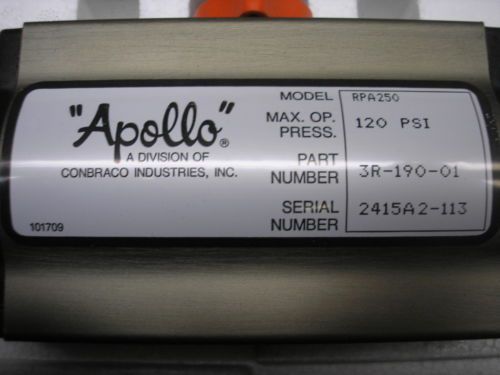 "Apollo"®
A DIVISION OF
CONBRACO INDUSTRIES, INC.
101709
MODEL RPA250
MAX. OP.
PRESS. 120 PSI
PART
NUMBER 3R-190-01
SERIAL
NUMBER 2415A2-113